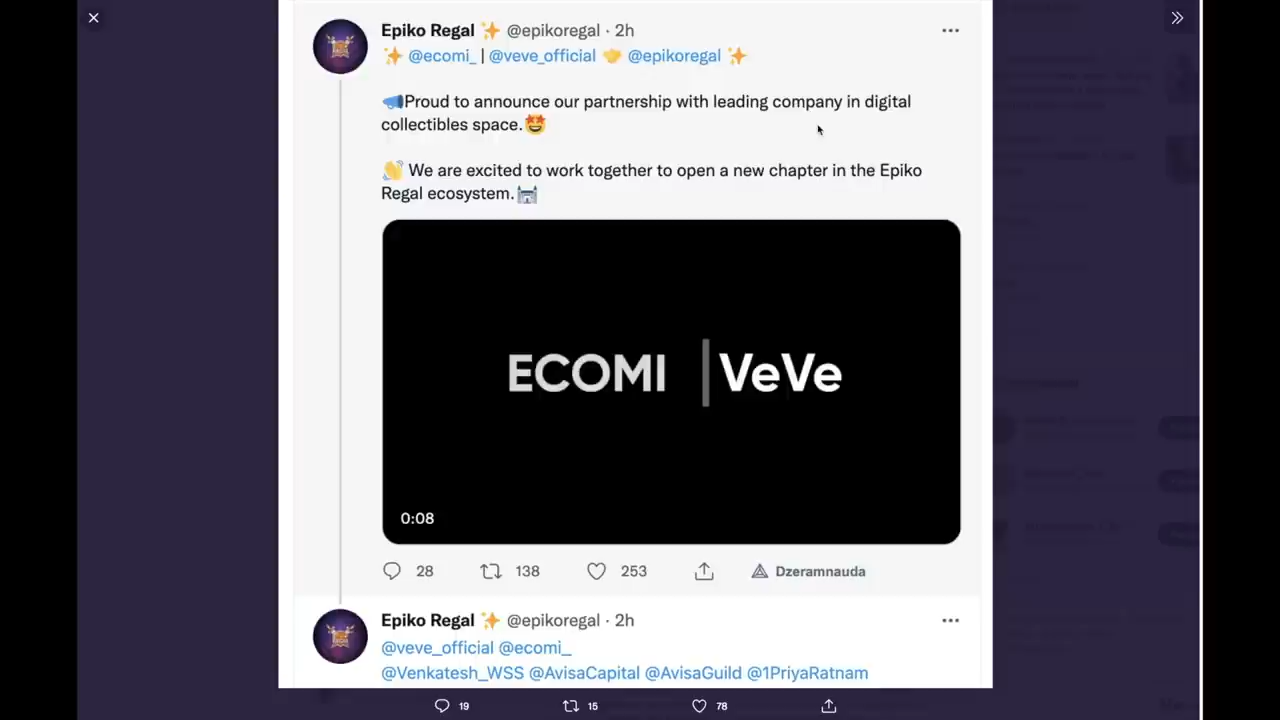 Epiko Regal ✨ @epikoregal · 2h
✨ @ecomi_ | @veve_official 🤝 @epikoregal ✨
📣Proud to announce our partnership with leading company in digital
collectibles space.🤩
👋 We are excited to work together to open a new chapter in the Epiko
Regal ecosystem.🏰
ECOMI | VeVe
0:08
28 138 253 Dzeramnauda
Epiko Regal ✨ @epikoregal · 2h
@veve_official @ecomi_
@Venkatesh_WSS @AvisaCapital @AvisaGuild @1PriyaRatnam
19 15 78